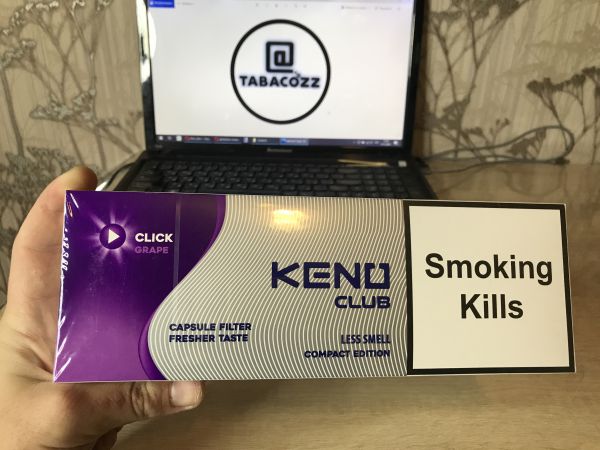 @
TABACOZZ
CLICK
GRAPE
KENO
CLUB
CAPSULE FILTER
FRESHER TASTE
LESS SMELL
COMPACT EDITION
Smoking
Kills